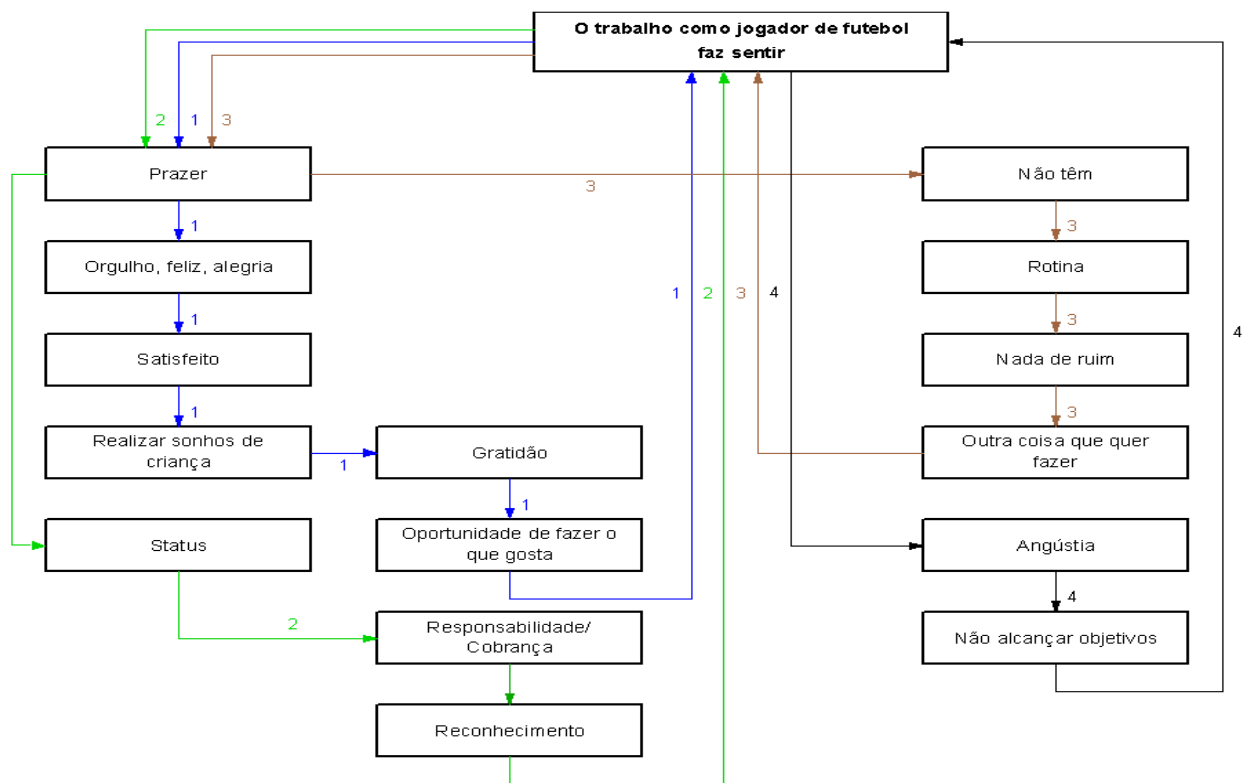 O trabalho como jogador de futebol
faz sentir
2
1
3
Prazer
3
Não têm
1
3
Orgulho, feliz, alegria
Rotina
1
2
3
4
1
3
4
Satisfeito
Nada de ruim
1
3
Realizar sonhos de
criança
1
Gratidão
Outra coisa que quer
fazer
1
Status
Oportunidade de fazer o
que gosta
Angústia
4
2
Responsabilidade/
Cobrança
Não alcançar objetivos
Reconhecimento